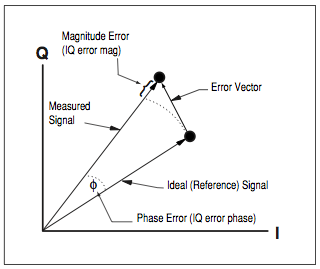 Magnitude Error
(IQ error mag)
Q
Error Vector
Measured
Signal
ϕ
Ideal (Reference) Signal
Phase Error (IQ error phase)
I